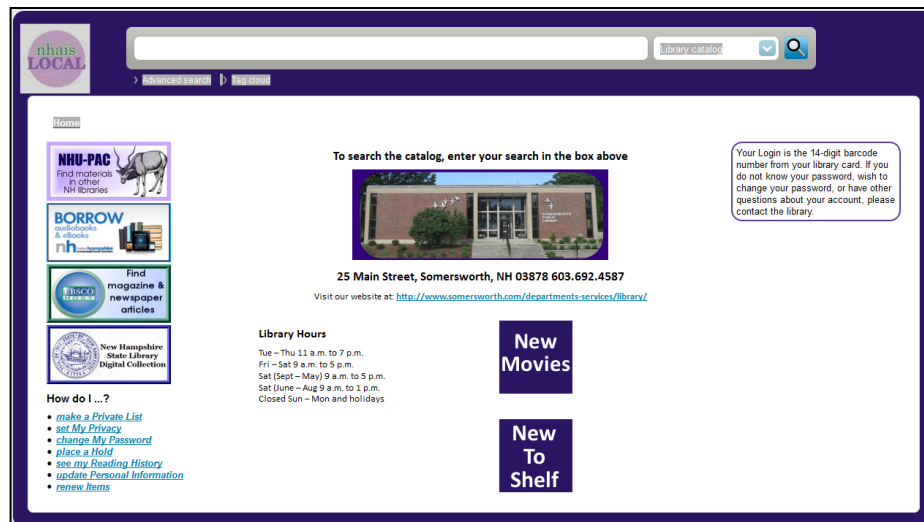 nhais
LOCAL
Library catalog
Advanced search
Tag cloud
Home
NHU-PAC
Find materials
in other
NH libraries
BORROW
audiobooks
& eBooks
nh
EBSCO
HOST
Find
magazine &
newspaper
articles
New Hampshire
State Library
Digital Collection
How do I ...?
make a Private List
set My Privacy
change My Password
place a Hold
see my Reading History
update Personal Information
renew Items
To search the catalog, enter your search in the box above
SOMERSWORTH
PUBLIC
LIBRARY
25 Main Street, Somersworth, NH 03878 603.692.4587
Visit our website at: http://www.somersworth.com/departments-services/library/
Library Hours
Tue – Thu 11 a.m. to 7 p.m.
Fri – Sat 9 a.m. to 5 p.m.
Sat (Sept – May) 9 a.m. to 5 p.m.
Sat (June – Aug 9 a.m. to 1 p.m.
Closed Sun – Mon and holidays
New
Movies
New
To
Shelf
Your Login is the 14-digit barcode
number from your library card. If you
do not know your password, wish to
change your password, or have other
questions about your account, please
contact the library.